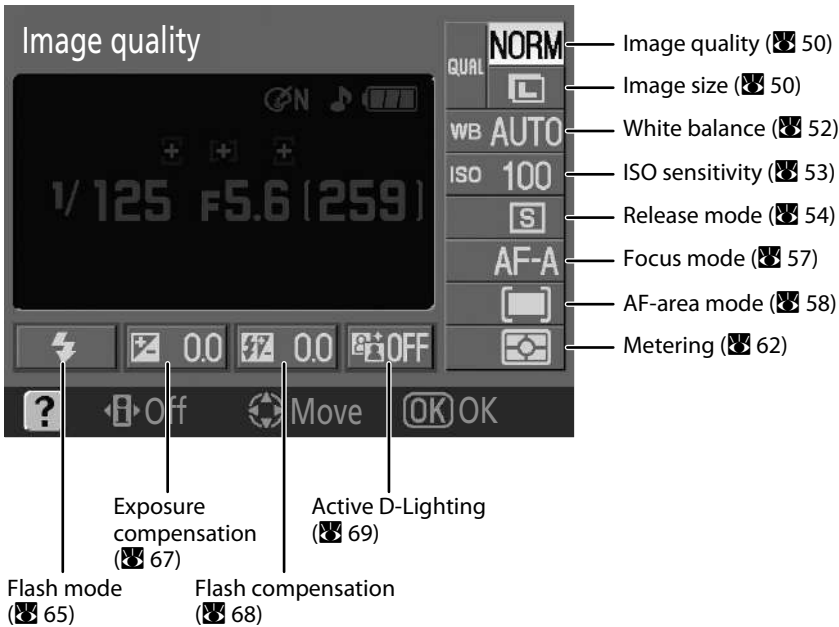 Image quality
QUAL NORM
L
WB AUTO
ISO 100
S
AF-A
N
1/125 F5.6 [259]
0.0
0.0
OFF
? Off Move OK OK
Image quality ( 50)
Image size ( 50)
White balance ( 52)
ISO sensitivity ( 53)
Release mode ( 54)
Focus mode ( 57)
AF-area mode ( 58)
Metering ( 62)
Exposure
compensation
( 67)
Active D-Lighting
( 69)
Flash mode
( 65)
Flash compensation
( 68)